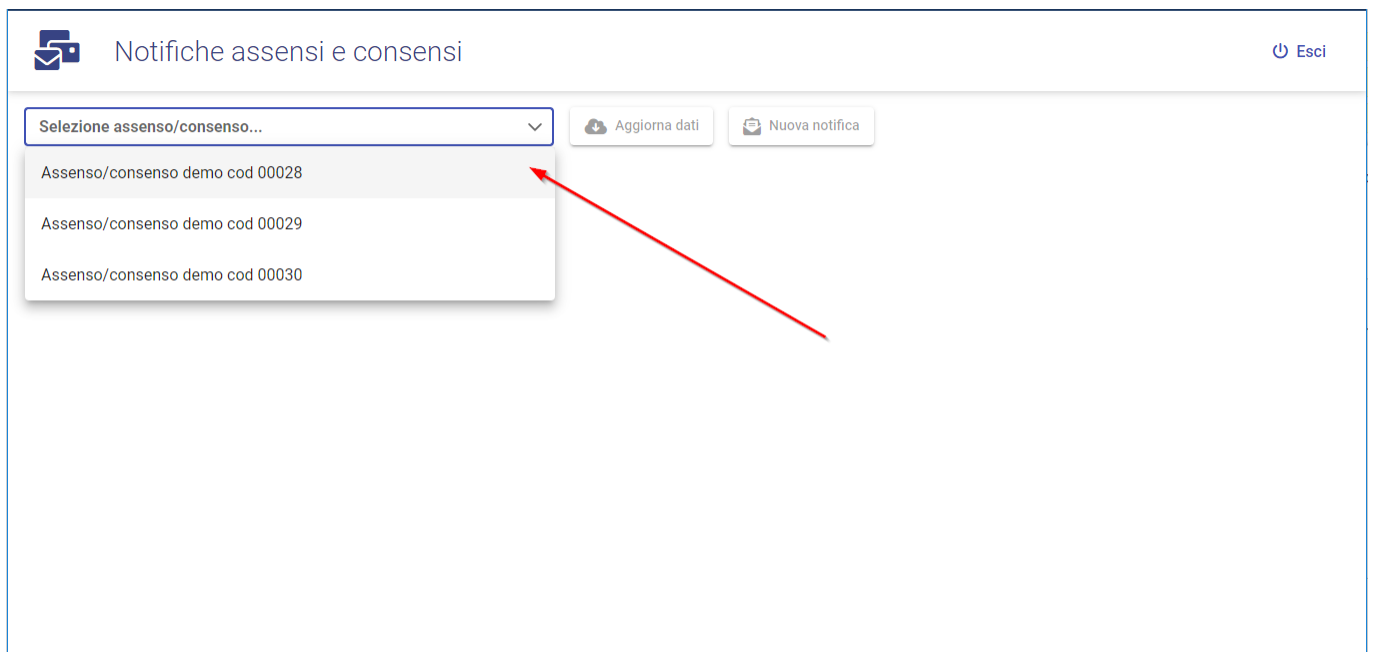 Notifiche assensi e consensi
Esci
Selezione assenso/consenso...
Aggiorna dati
Nuova notifica
Assenso/consenso demo cod 00028
Assenso/consenso demo cod 00029
Assenso/consenso demo cod 00030